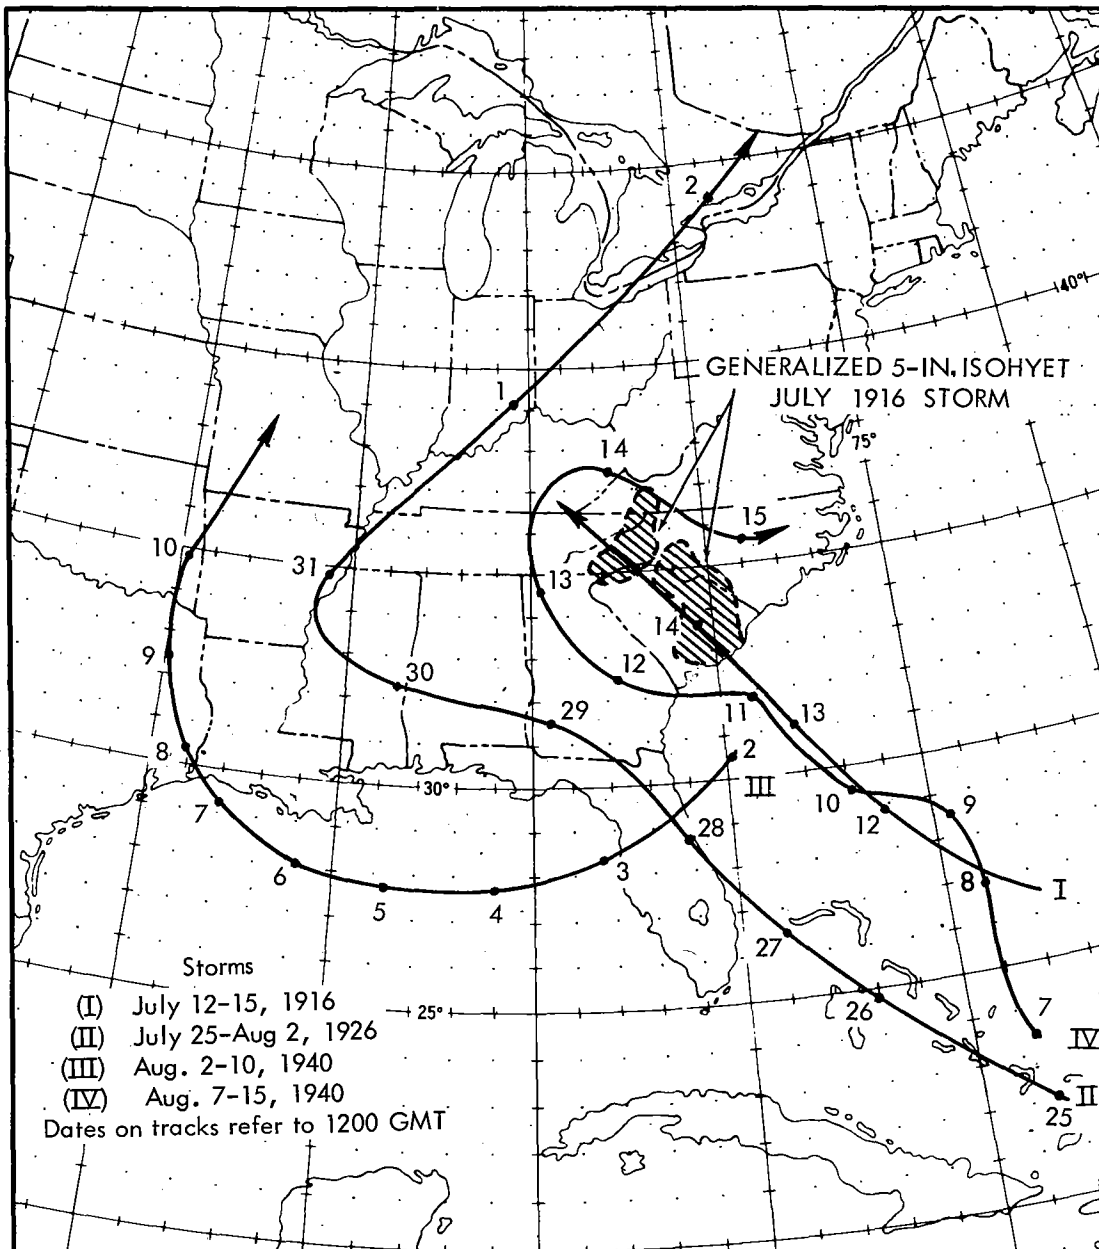 2
40°
GENERALIZED 5-IN. ISOHYET
JULY 1916 STORM
1
75°
14
15
10
31
13
14
9
30
12
11
13
29
8
2
III
30°
7
10
12
9
28
3
8
I
6
5
4
27
Storms
26
7
(I) July 12-15, 1916
25°
IV
(II) July 25-Aug 2, 1926
(III) Aug. 2-10, 1940
(IV) Aug. 7-15, 1940
II
25
Dates on tracks refer to 1200 GMT